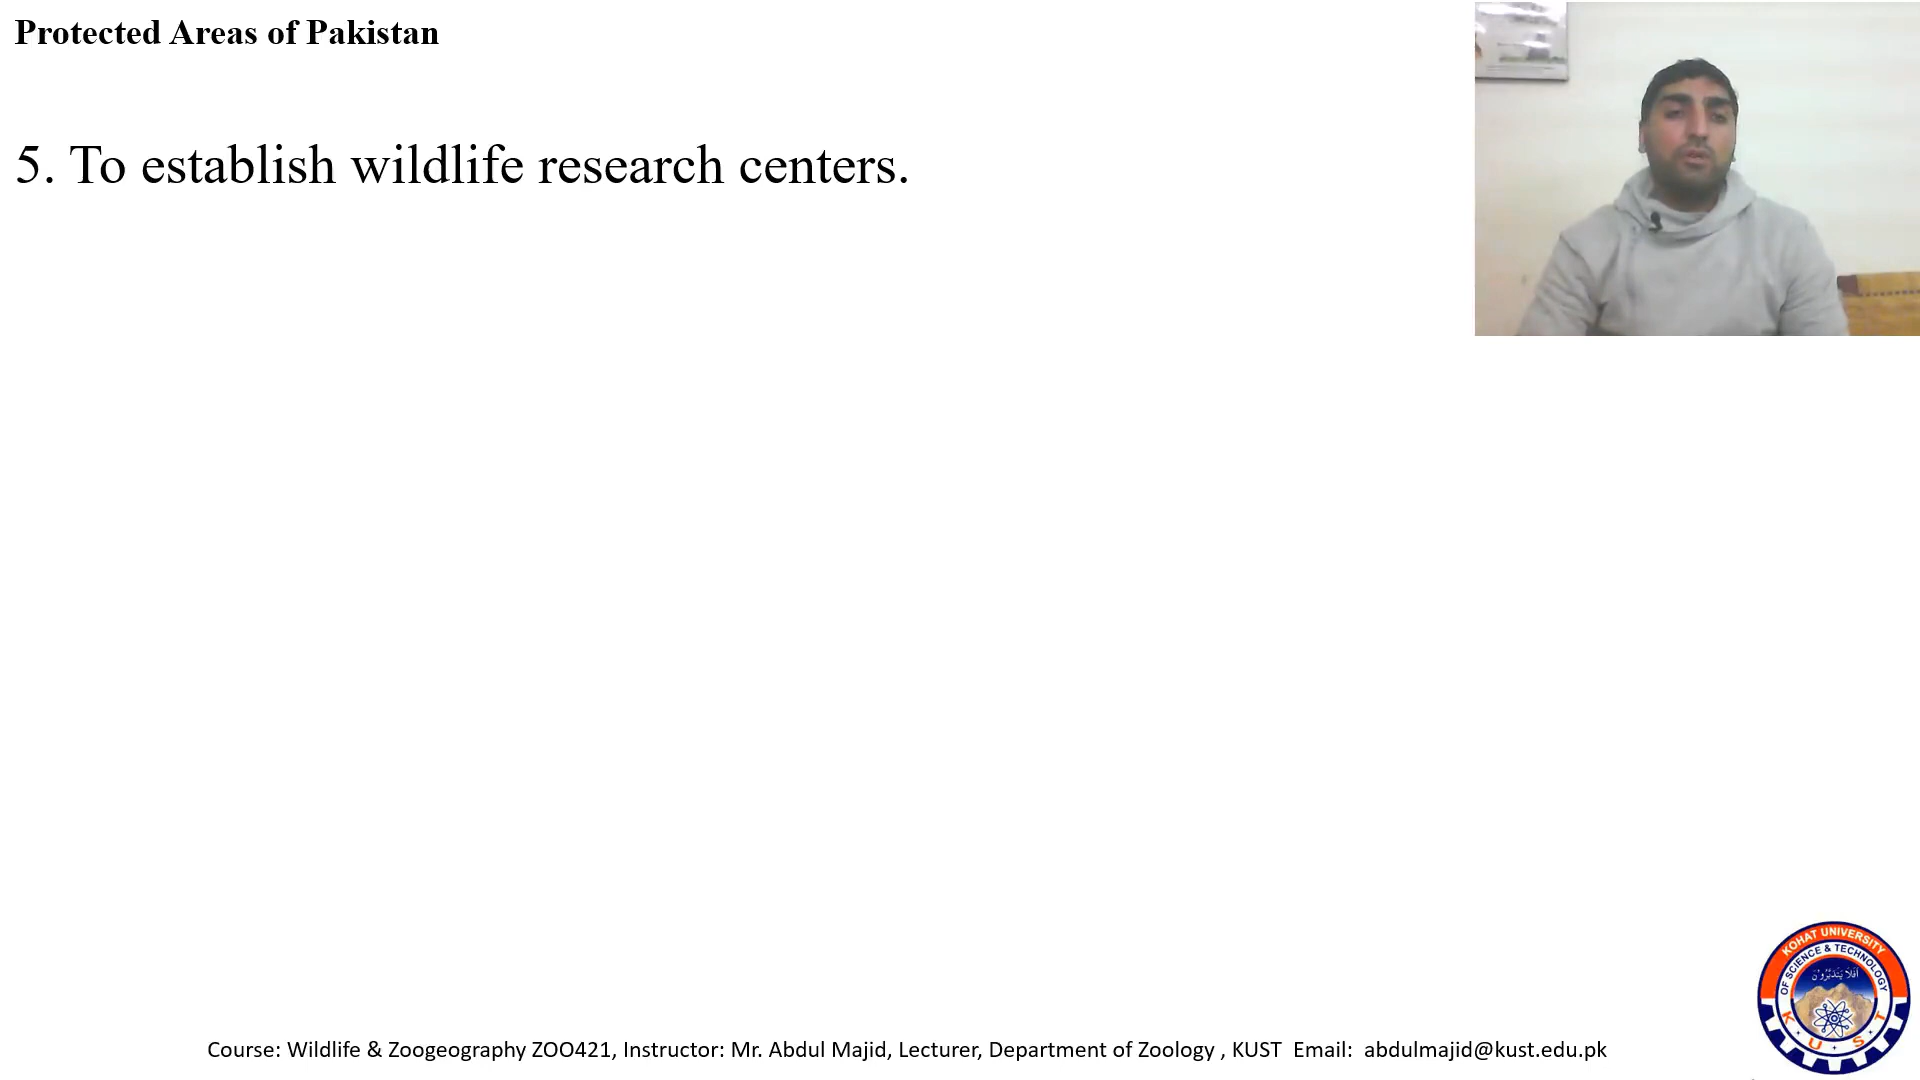 Protected Areas of Pakistan
5. To establish wildlife research centers.
KOHAT UNIVERSITY
OF SCIENCE & TECHNOLOGY
أَفَلَا يَتَدَبَّرُونَ
K U S T
Course: Wildlife & Zoogeography ZOO421, Instructor: Mr. Abdul Majid, Lecturer, Department of Zoology , KUST Email: abdulmajid@kust.edu.pk